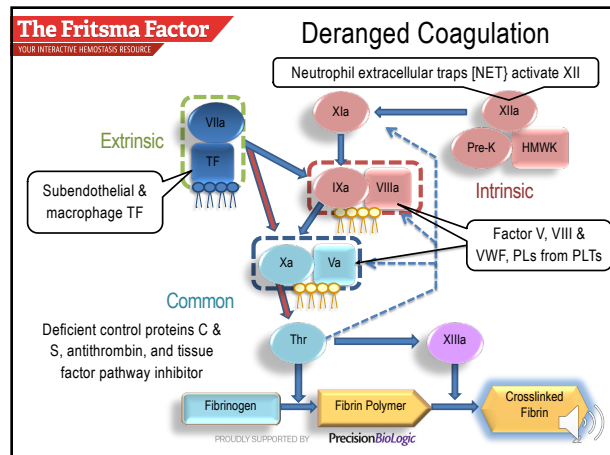 The Fritsma Factor
YOUR INTERACTIVE HEMOSTASIS RESOURCE
Deranged Coagulation
Neutrophil extracellular traps [NET} activate XII
VIIa
XIa
XIIa
Extrinsic
TF
Pre-K
HMWK
Subendothelial &
macrophage TF
IXa
VIIIa
Intrinsic
Factor V, VIII &
VWF, PLs from PLTs
Xa
Va
Common
Deficient control proteins C &
S, antithrombin, and tissue
factor pathway inhibitor
Thr
XIIIa
Fibrinogen
Fibrin Polymer
Crosslinked
Fibrin
PROUDLY SUPPORTED BY PrecisionBioLogic